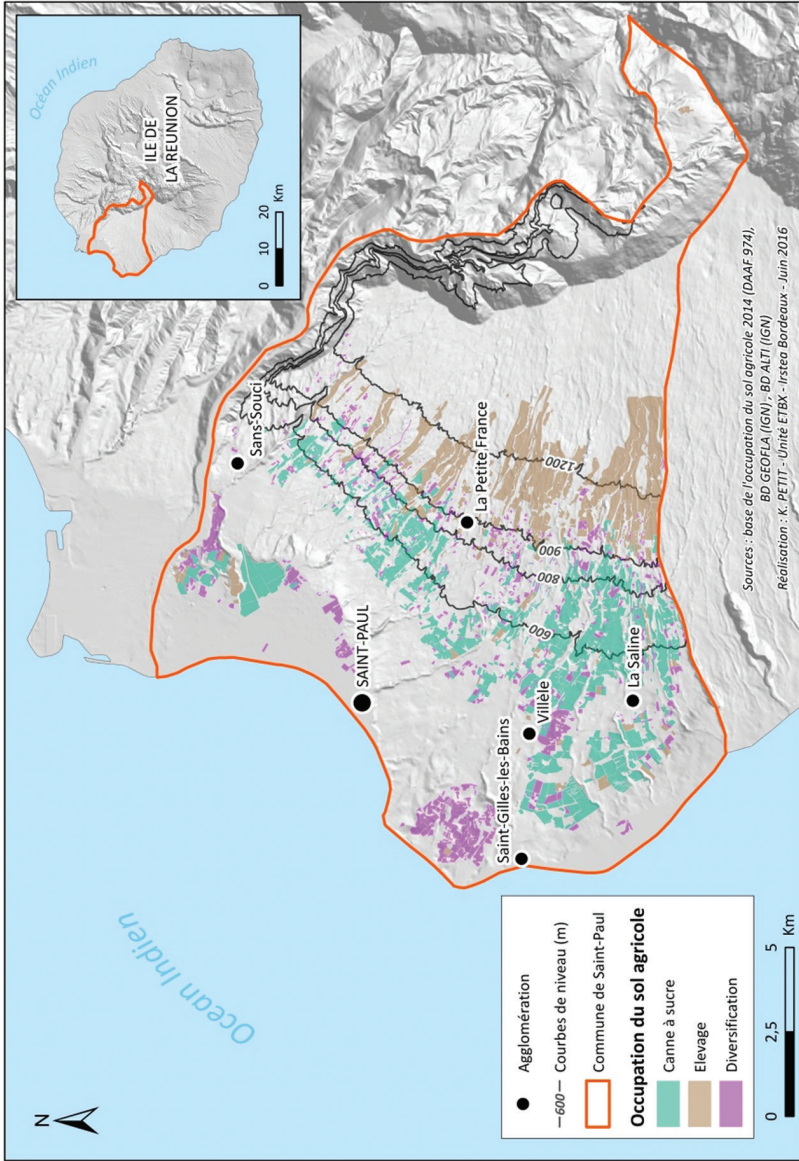 N
Océan Indien
Océan Indien
ILE DE
LA REUNION
0 10 20
Km
Sans-Souci
SAINT-PAUL
La Petite France
1200
900
800
600
Saint-Gilles-les-Bains
Villèle
La Saline
Agglomération
600 Courbes de niveau (m)
Commune de Saint-Paul
Occupation du sol agricole
Canne à sucre
Elevage
Diversification
0 2,5 5
Km
Sources : base de l'occupation du sol agricole 2014 (DAAF 974),
BD GEOFLA (IGN), BD ALTI (IGN)
Réalisation : K. PETIT - Unité ETBX - Irstea Bordeaux - Juin 2016